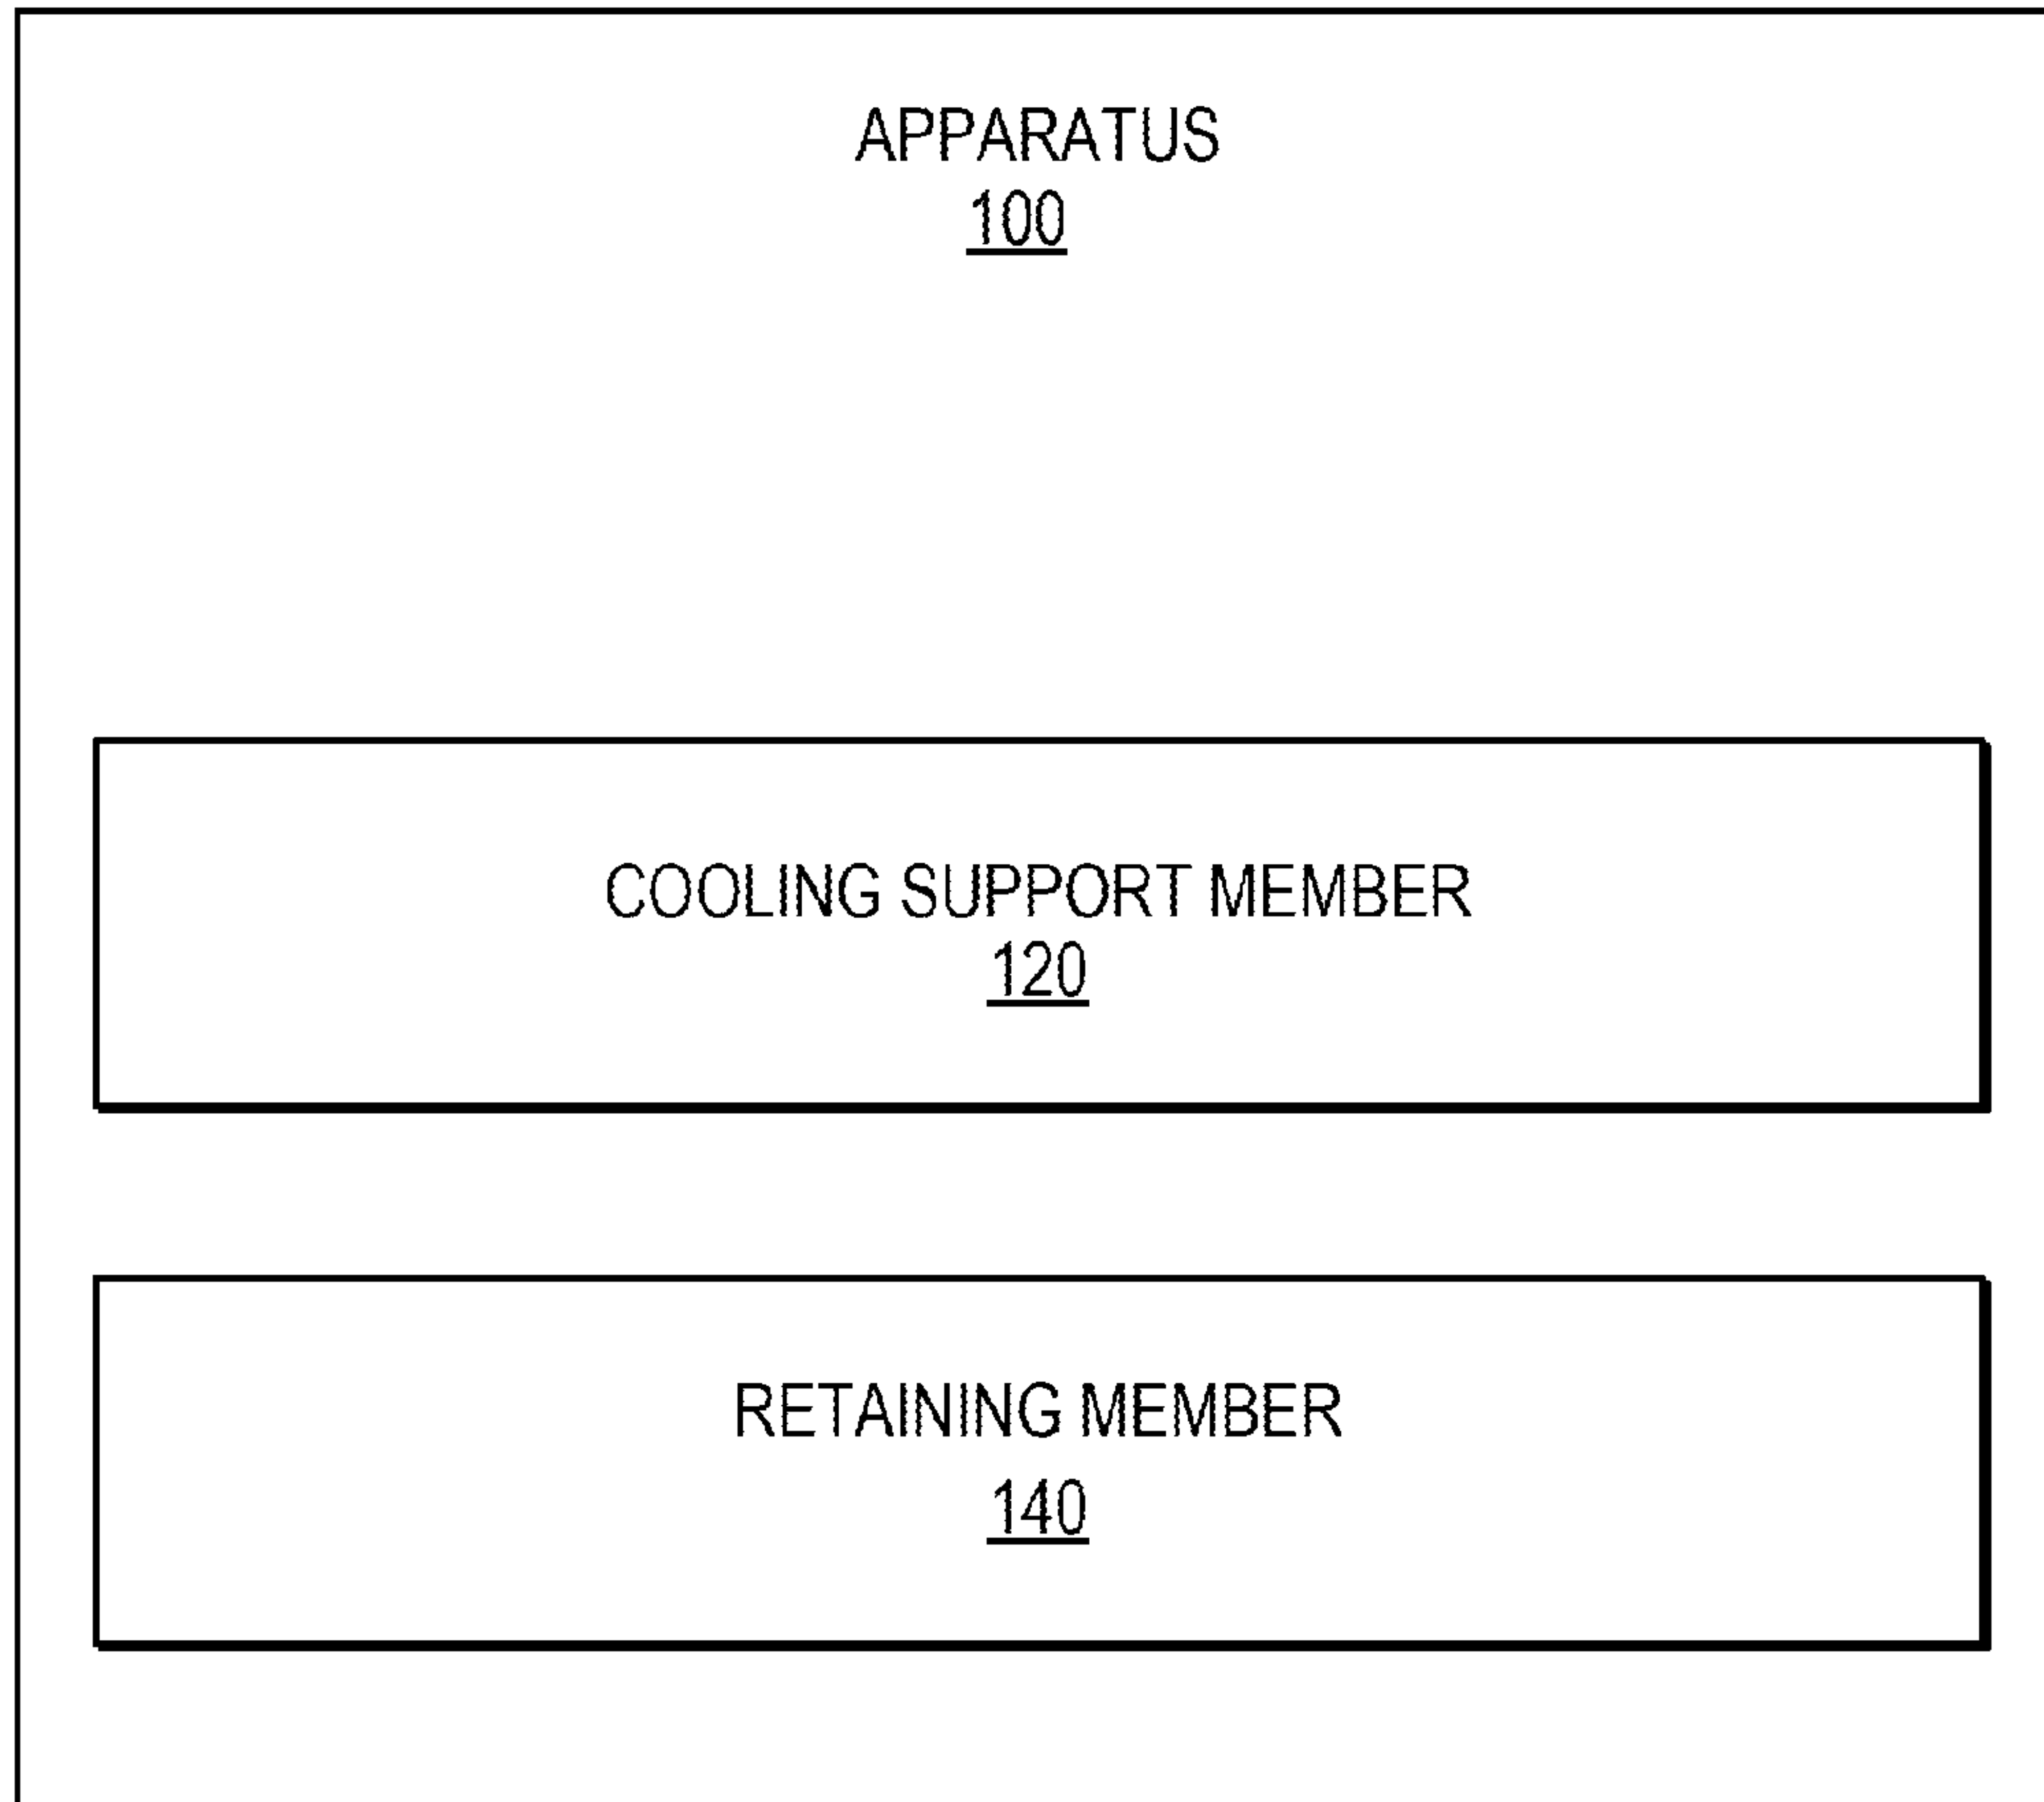 APPARATUS
100
COOLING SUPPORT MEMBER
120
RETAINING MEMBER
140